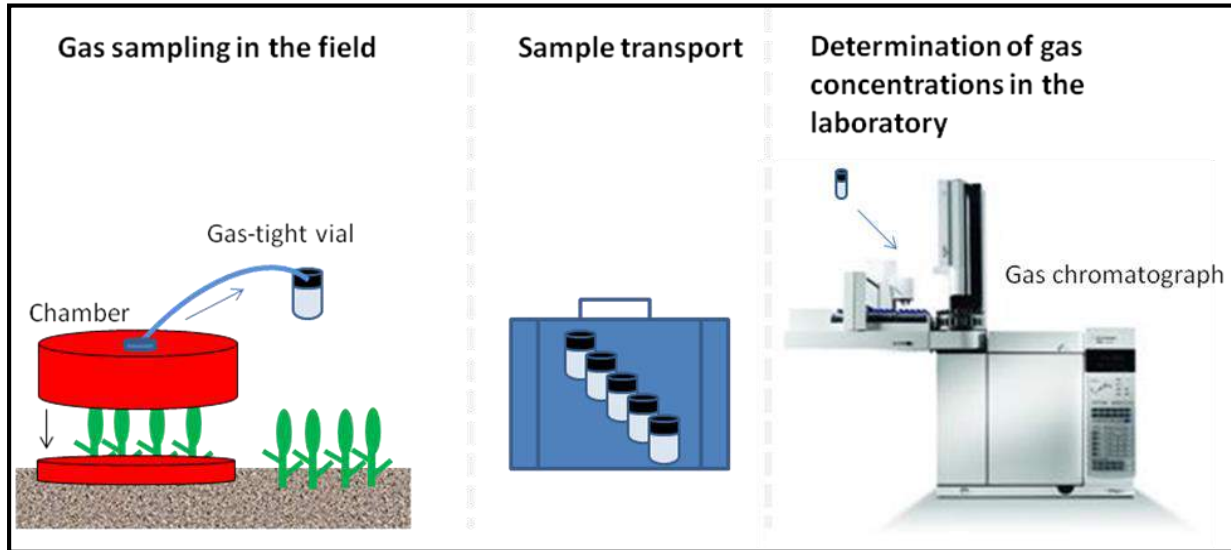 Gas sampling in the field
Sample transport
Determination of gas
concentrations in the
laboratory
Gas-tight vial
Chamber
Gas chromatograph